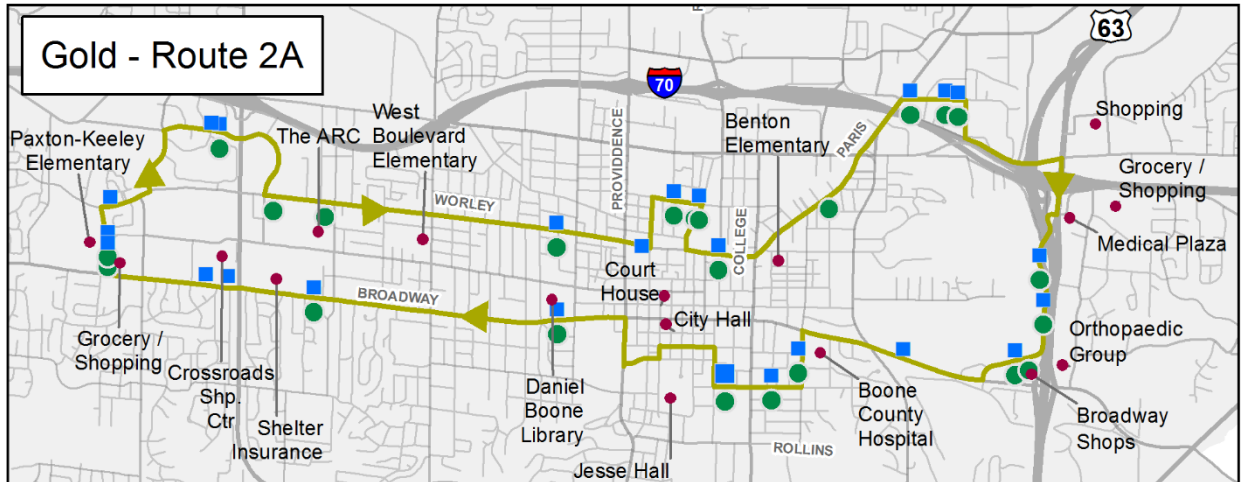 Gold - Route 2A
63
70
Paxton-Keeley
Elementary
The ARC
West
Boulevard
Elementary
PROVIDDENCE
Benton
Elementary
PARIS
Shopping
Grocery /
Shopping
WORLEY
COLLEGE
Medical Plaza
Court
House
BROADWAY
City Hall
Grocery /
Shopping
Crossroads
Shp.
Ctr
Shelter
Insurance
Daniel
Boone
Library
Jesse Hall
ROLLINS
Boone
County
Hospital
Orthopaedic
Group
Broadway
Shops